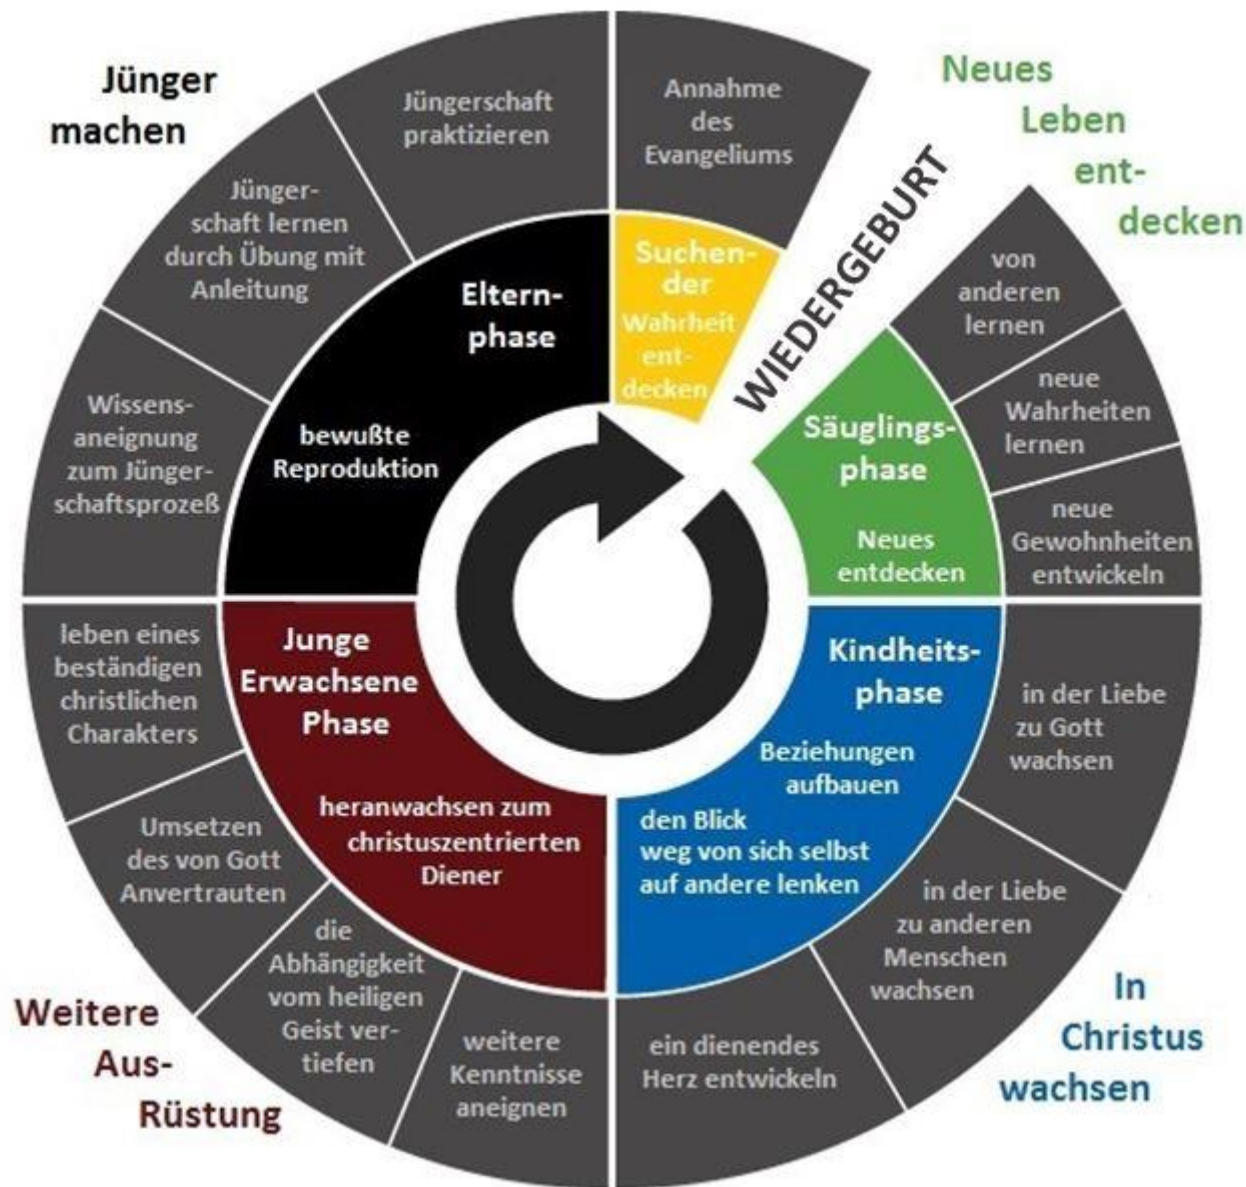 Jünger
machen
Jüngerschaft
praktizieren
Annahme
des
Evangeliums
Neues
Leben
ent-
decken
WIEDERGEBURT
Jünger-
schaft lernen
durch Übung mit
Anleitung
Wissens-
aneignung
zum Jünger-
schaftsprozeß
Eltern-
phase
bewußte
Reproduktion
Suchen-
der
Wahrheit
ent-
decken
von
anderen
lernen
neue
Wahrheiten
lernen
neue
Gewohnheiten
entwickeln
Säuglings-
phase
Neues
entdecken
Kindheits-
phase
Beziehungen
aufbauen
den Blick
weg von sich selbst
auf andere lenken
in der Liebe
zu Gott
wachsen
in der Liebe
zu anderen
Menschen
wachsen
ein dienendes
Herz entwickeln
In
Christus
wachsen
Junge
Erwachsene
Phase
heranwachsen zum
christuszentrierten
Diener
weitere
Kenntnisse
aneignen
die
Abhängigkeit
vom heiligen
Geist ver-
tiefen
Umsetzen
des von Gott
Anvertrauten
leben eines
beständigen
christlichen
Charakters
Weitere
Aus-
Rüstung